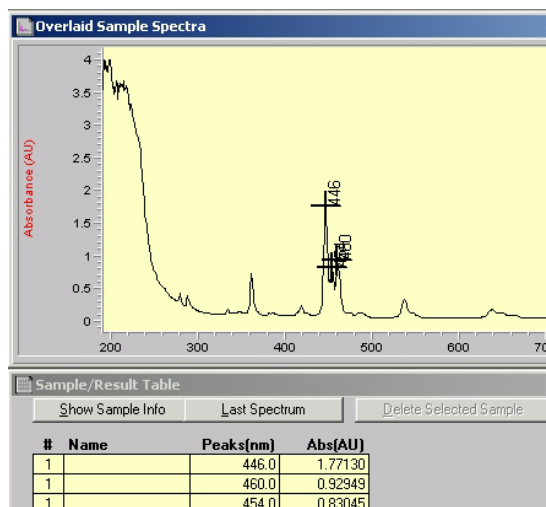 Overlaid Sample Spectra
Absorbance (AU)
4
3.5
3
2.5
2
1.5
1
0.5
0
446
460
200 300 400 500 600
Sample/Result Table
Show Sample Info Last Spectrum Delete Selected Sample
# Name Peaks(nm) Abs(AU)
1 446.0 1.77130
1 460.0 0.92949
1 454.0 0.83045